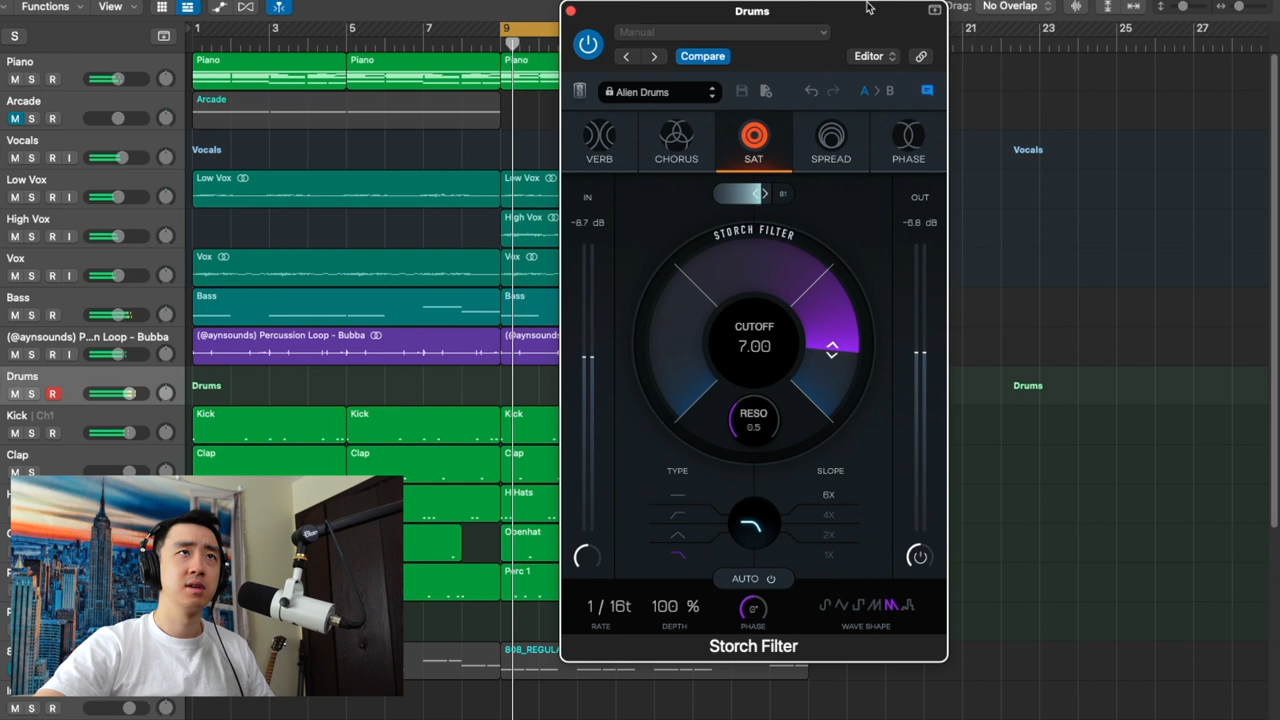 Functions
View
Drag:
No Overlap
S
1
3
5
7
9
21
23
25
27
Piano
M S R
Arcade
M S R
Vocals
M S R I
Low Vox
M S R I
High Vox
M S R I
Vox
M S R I
Bass
M S R
(@aynsounds) P...n Loop - Bubba
M S R I
Drums
M S R
Kick | Ch1
M S R
Clap
M S
M S R
Piano
Piano
Piano
Arcade
Vocals
Vocals
Low Vox
Low Vox
High Vox
Vox
Vox
Bass
Bass
(@aynsounds) Percussion Loop - Bubba
(@aynsounds)
Drums
Drums
Kick
Kick
Kick
Clap
Clap
Clap
HiHats
Openhat
Perc 1
808_REGULA
Drums
Manual
Compare
Editor
Alien Drums
A > B
VERB
CHORUS
SAT
SPREAD
PHASE
B1
IN
OUT
-8.7 dB
-6.8 dB
STORCH FILTER
CUTOFF
7.00
RESO
0.5
TYPE
SLOPE
6X
4X
2X
1X
AUTO
1 / 16t
100 %
0°
RATE
DEPTH
PHASE
WAVE SHAPE
Storch Filter